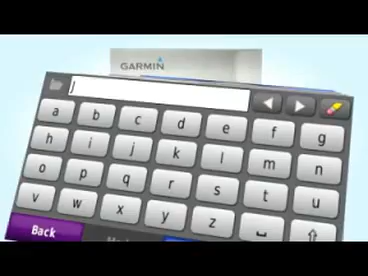 GARMIN
a b c d e f g
h i j k l m n
o p q r s t u
v w x y z
Back